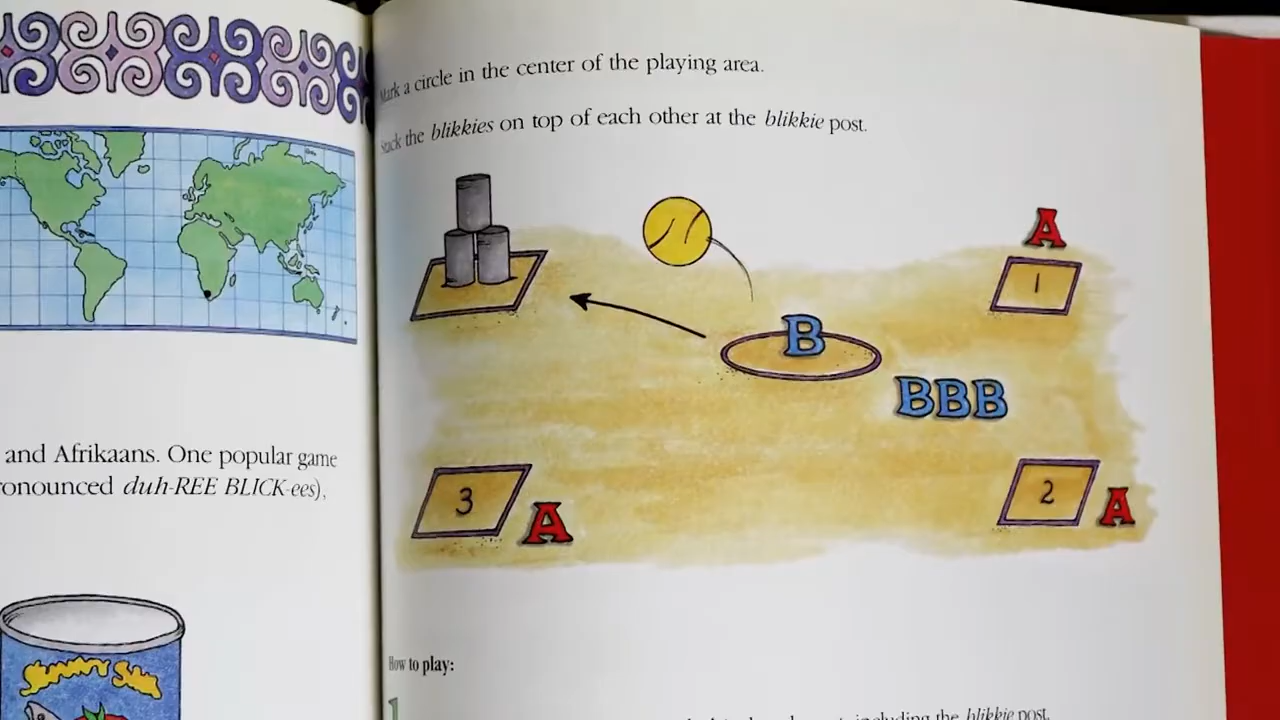 and Afrikaans. One popular game
ronounced duh-REE BLICK-ees),
Mark a circle in the center of the playing area.
Stack the blikkies on top of each other at the blikkie post.
A
1
B
BBB
3
A
2
A
How to play:
1
including the blikkie post.